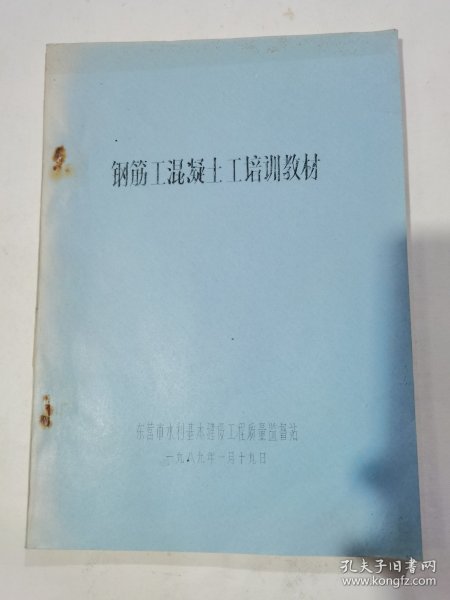 钢筋工混凝土工培训教材
东营市水利基本建设工程质量监督站
一九八九年一月十九日
孔夫子旧书网
www.kongfz.com